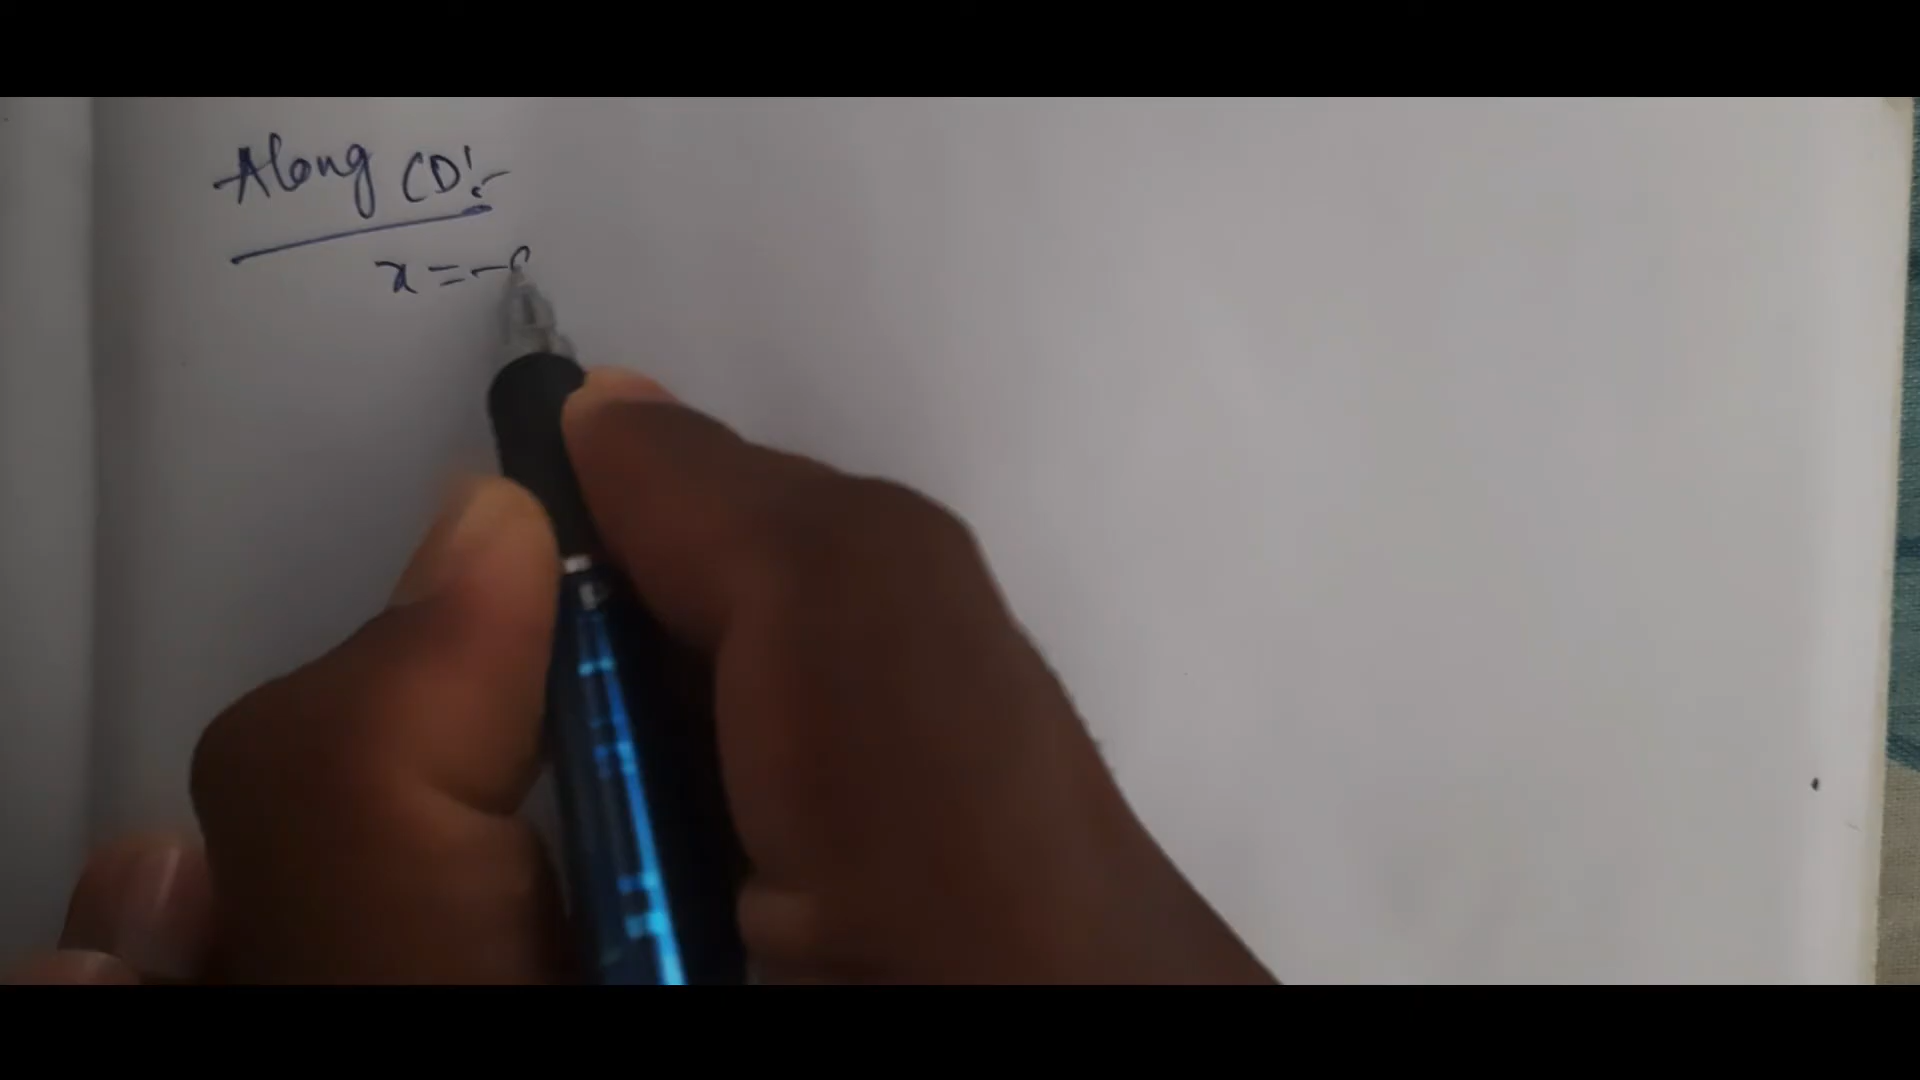 Along CD:-
x = -